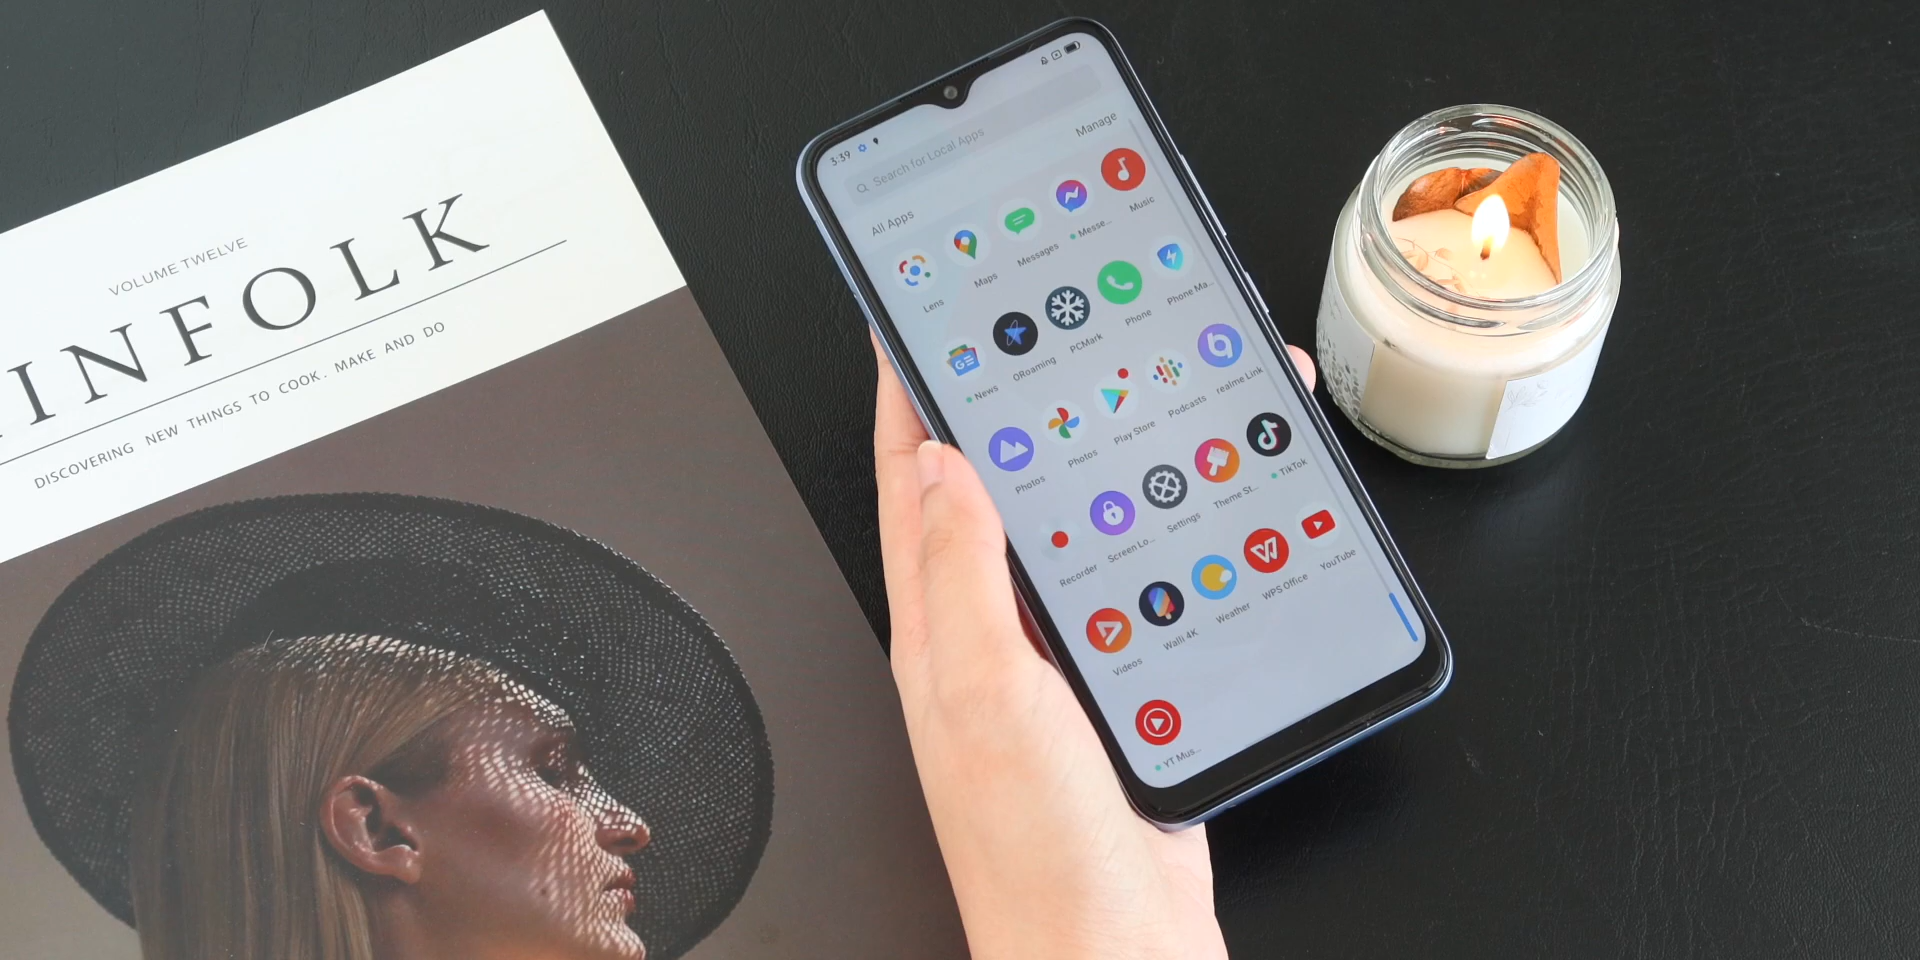 VOLUME TWELVE
INFOLK
DISCOVERING NEW THINGS TO COOK. MAKE AND DO
3:39
Search for Local Apps
All Apps
Manage
Lens
Maps
Messages
Messe...
Music
News
ORoaming
PCMark
Phone
Phone Ma...
Photos
Photos
Play Store
Podcasts
realme Link
Recorder
Screen Lo...
Settings
Theme St...
TikTok
Videos
Walli 4K
Weather
WPS Office
YouTube
YT Mus...